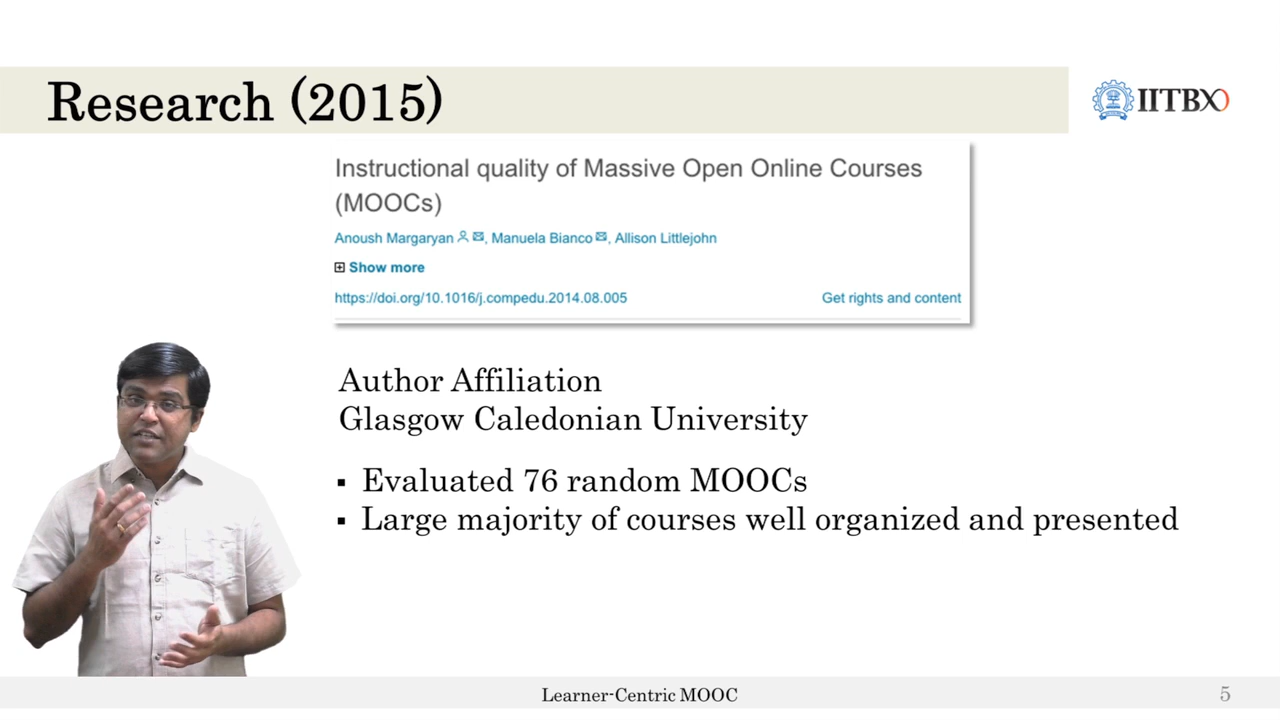 Research (2015)
IITBX
Instructional quality of Massive Open Online Courses
(MOOCs)
Anoush Margaryan, Manuela Bianco, Allison Littlejohn
Show more
https://doi.org/10.1016/j.compedu.2014.08.005 Get rights and content
Author Affiliation
Glasgow Caledonian University
▪ Evaluated 76 random MOOCs
▪ Large majority of courses well organized and presented
Learner-Centric MOOC 5